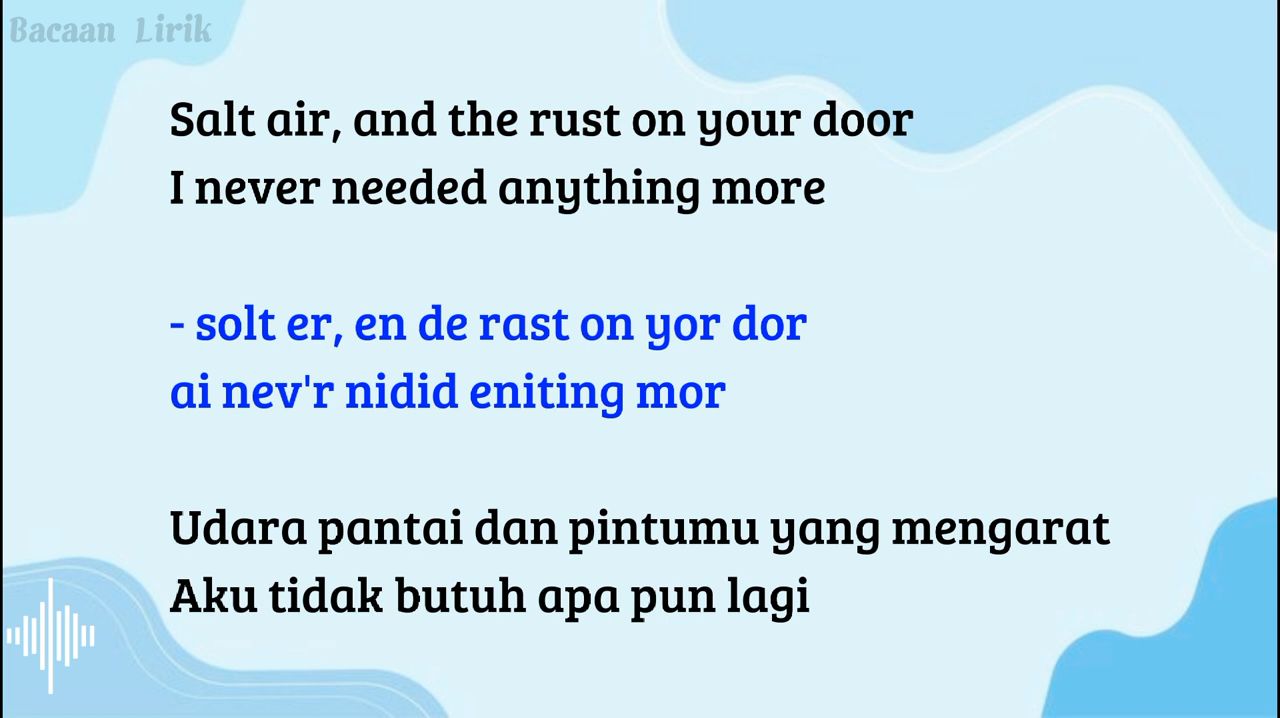 Bacaan Lirik
Salt air, and the rust on your door
I never needed anything more
- solt er, en de rast on yor dor
ai nev'r nidid eniting mor
Udara pantai dan pintumu yang mengarat
Aku tidak butuh apa pun lagi